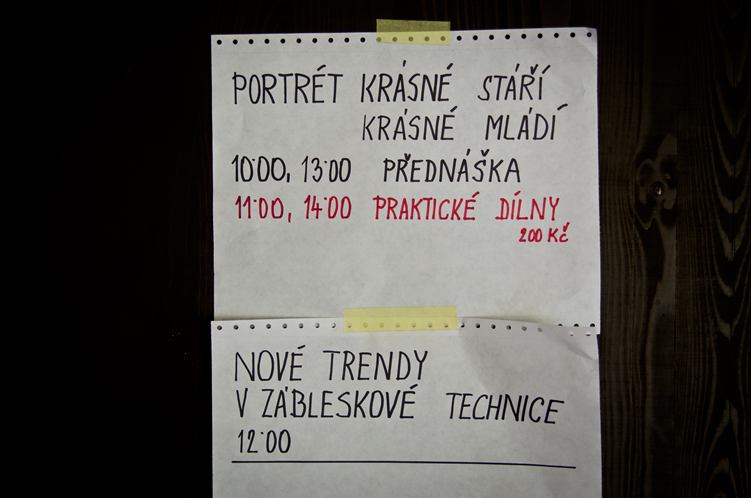 PORTRÉT KRÁSNÉ STÁŘÍ
KRÁSNÉ MLÁDÍ
10:00, 13:00 PŘEDNÁŠKA
11:00, 14:00 PRAKTICKÉ DÍLNY
200 Kč
NOVÉ TRENDY
V ZÁBLESKOVÉ TECHNICE
12:00